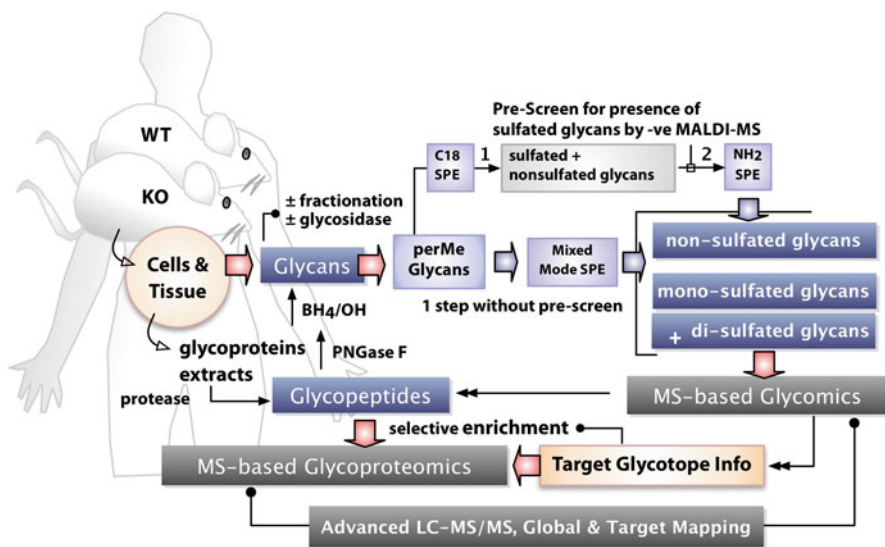 Pre-Screen for presence of
sulfated glycans by -ve MALDI-MS
WT
KO
C18
SPE
1
sulfated +
nonsulfated glycans
2
NH2
SPE
± fractionation
± glycosidase
Cells &
Tissue
Glycans
perMe
Glycans
Mixed
Mode SPE
non-sulfated glycans
mono-sulfated glycans
+ di-sulfated glycans
1 step without pre-screen
BH4/OH
PNGase F
glycoproteins
extracts
protease
Glycopeptides
MS-based Glycomics
selective enrichment
MS-based Glycoproteomics
Target Glycotope Info
Advanced LC-MS/MS, Global & Target Mapping